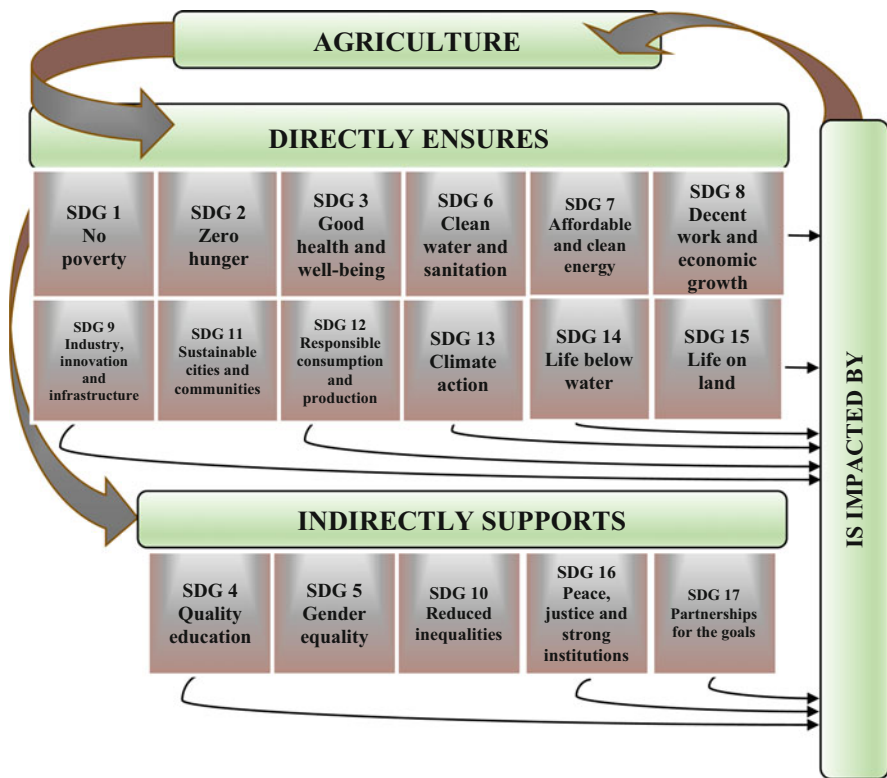 AGRICULTURE
DIRECTLY ENSURES
SDG 1
No
poverty
SDG 2
Zero
hunger
SDG 3
Good
health and
well-being
SDG 6
Clean
water and
sanitation
SDG 7
Affordable
and clean
energy
SDG 8
Decent
work and
economic
growth
SDG 9
Industry,
innovation
and
infrastructure
SDG 11
Sustainable
cities and
communities
SDG 12
Responsible
consumption
and
production
SDG 13
Climate
action
SDG 14
Life below
water
SDG 15
Life on
land
INDIRECTLY SUPPORTS
SDG 4
Quality
education
SDG 5
Gender
equality
SDG 10
Reduced
inequalities
SDG 16
Peace,
justice and
strong
institutions
SDG 17
Partnerships
for the goals
IS IMPACTED BY